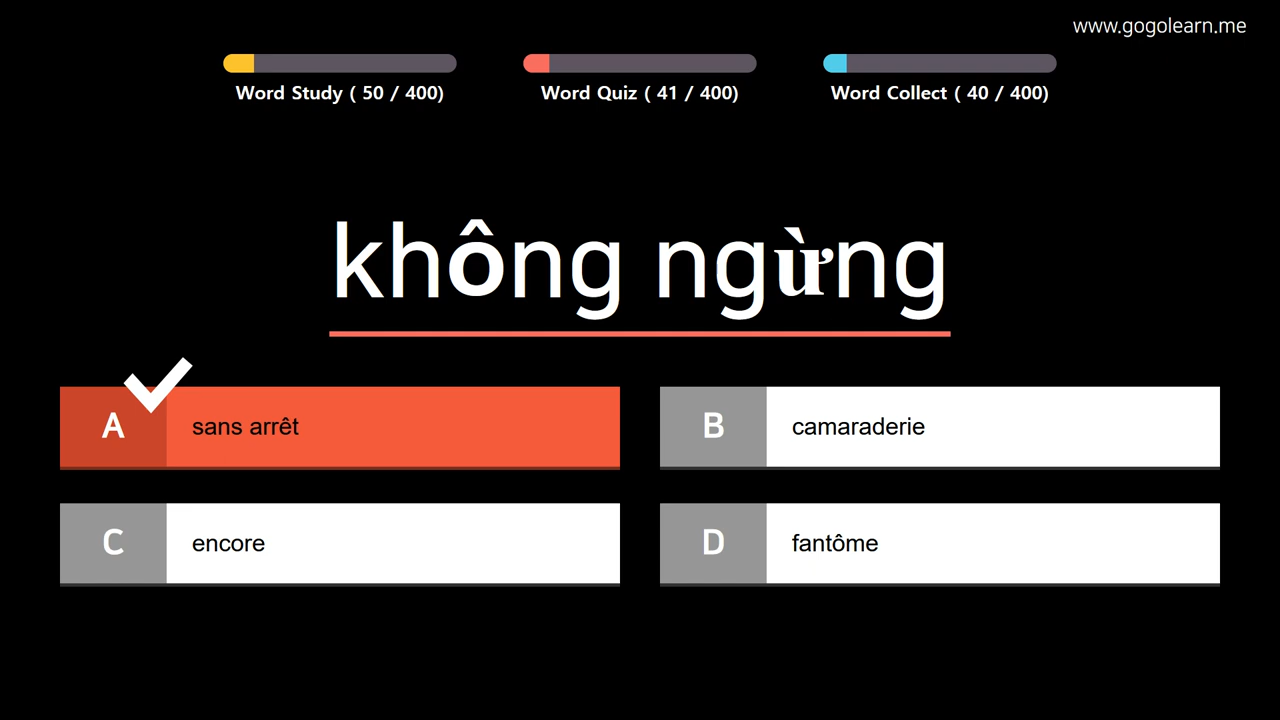 www.gogolearn.me
Word Study ( 50 / 400)
Word Quiz ( 41 / 400)
Word Collect ( 40 / 400)
không ngừng
A sans arrêt
B camaraderie
C encore
D fantôme